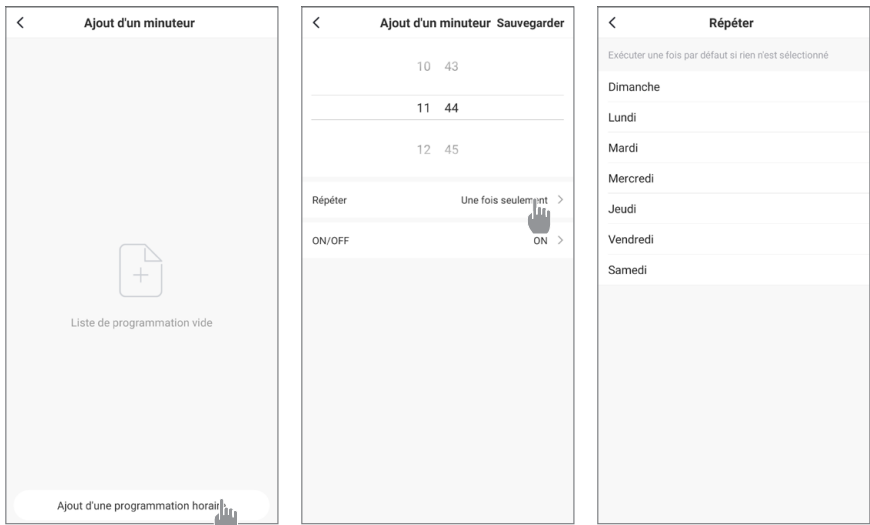 Ajout d'un minuteur
Liste de programmation vide
Ajout d'une programmation horaire
Ajout d'un minuteur Sauvegarder
10 43
11 44
12 45
Répéter Une fois seulement
ON/OFF ON
Répéter
Exécuter une fois par défaut si rien n'est sélectionné
Dimanche
Lundi
Mardi
Mercredi
Jeudi
Vendredi
Samedi